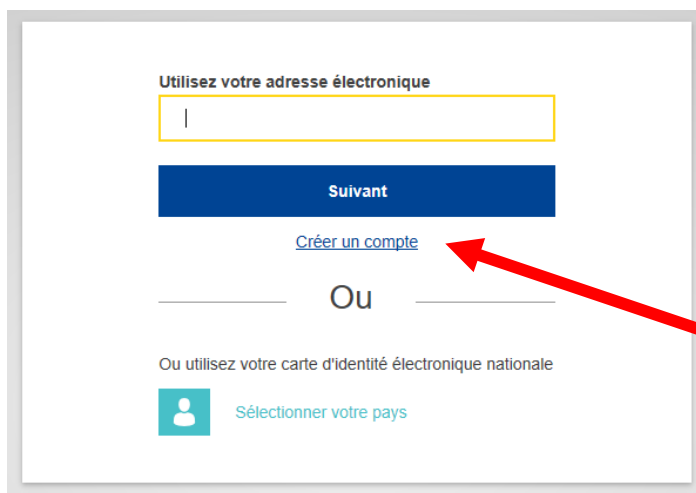 Utilisez votre adresse électronique
Suivant
Créer un compte
Ou
Ou utilisez votre carte d'identité électronique nationale
Sélectionner votre pays